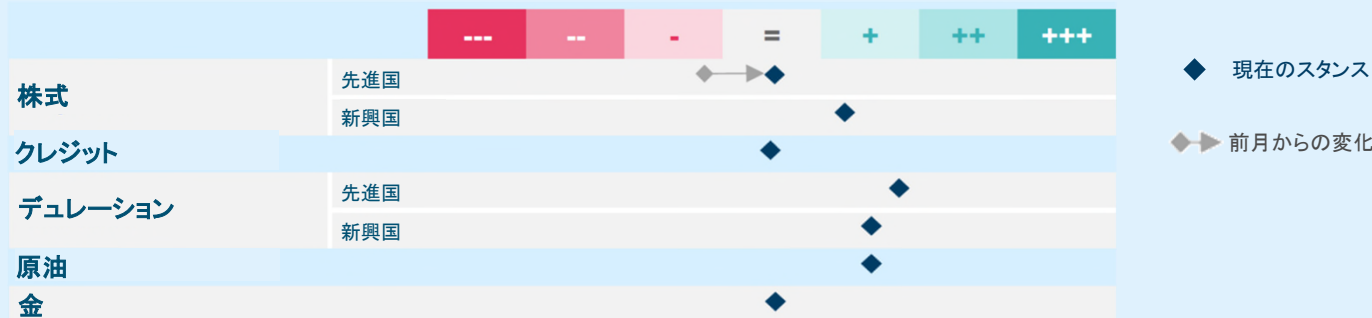 --- -- - = + ++ +++
株式
先進国
新興国
クレジット
デュレーション
先進国
新興国
原油
金
現在のスタンス
前月からの変化